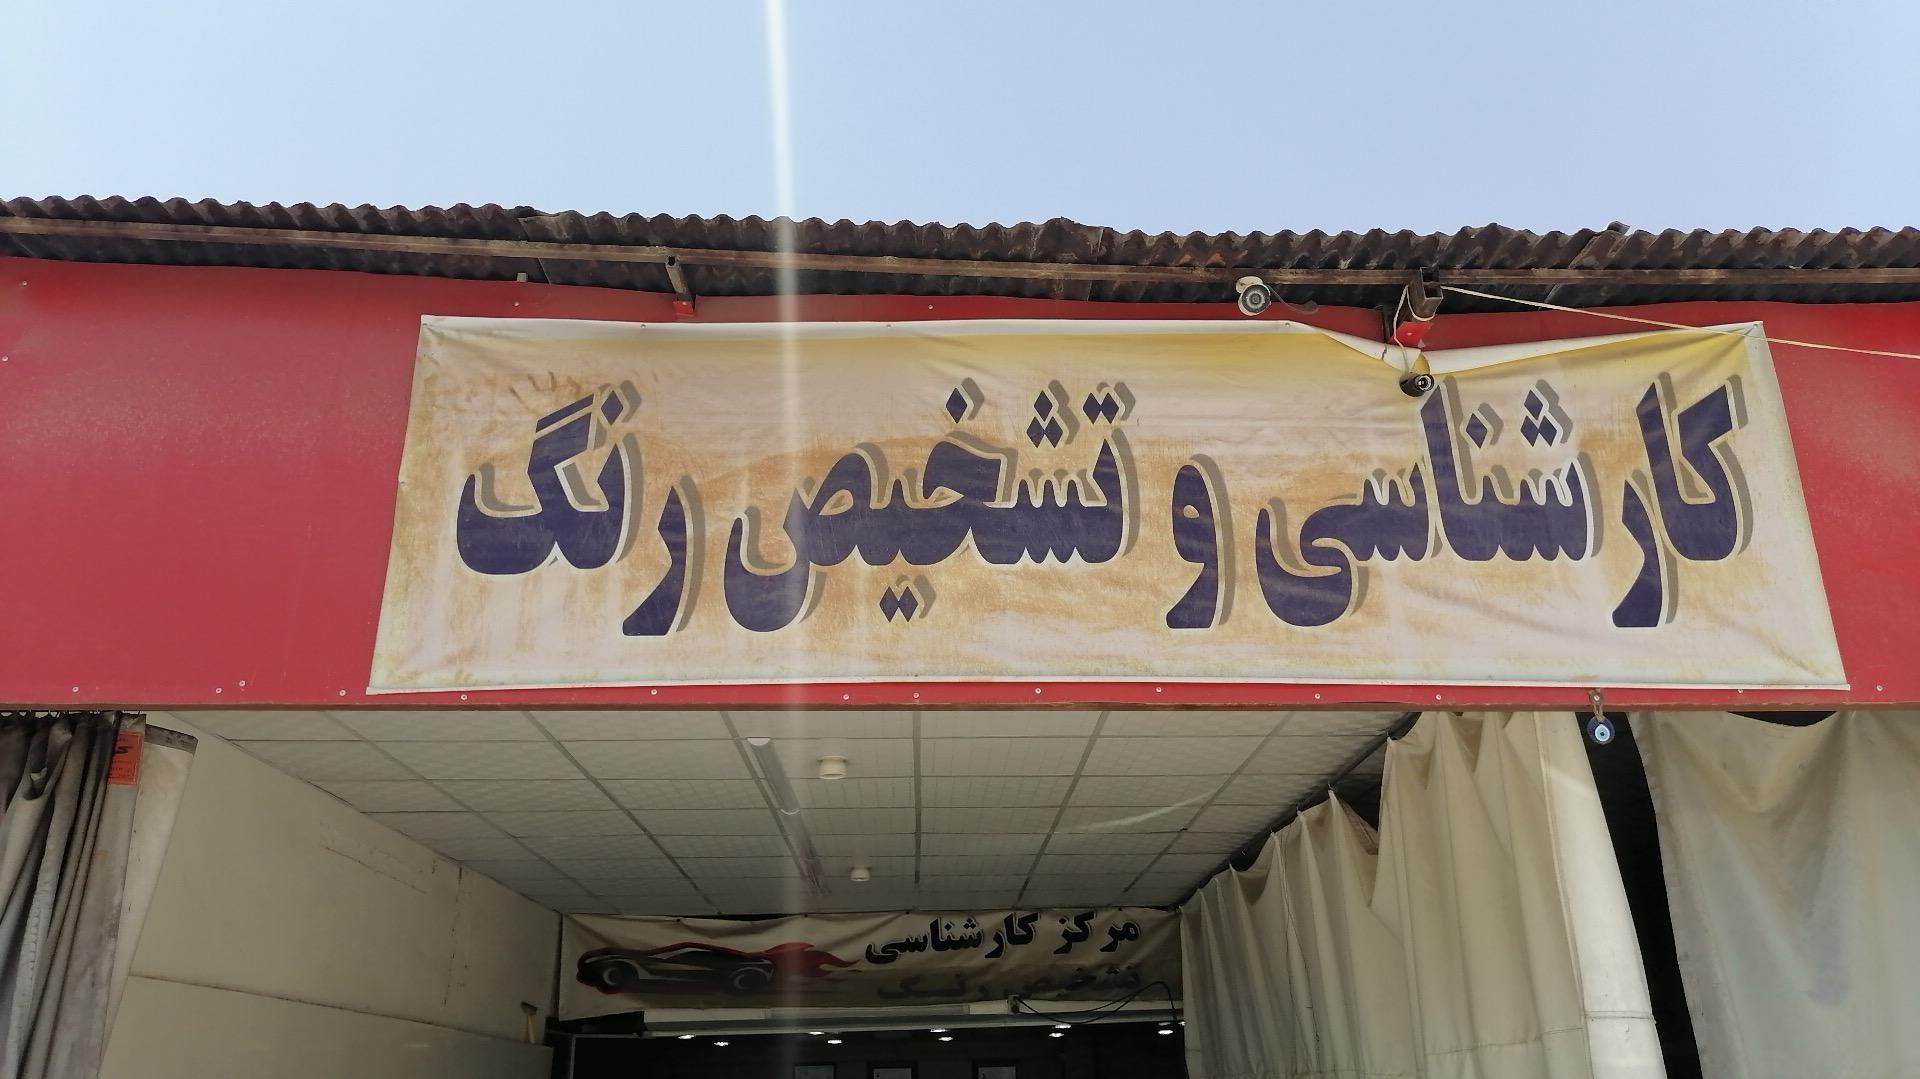 کارشناسی و تشخیص رنگ
مرکز کارشناسی
تشخیص رنگ